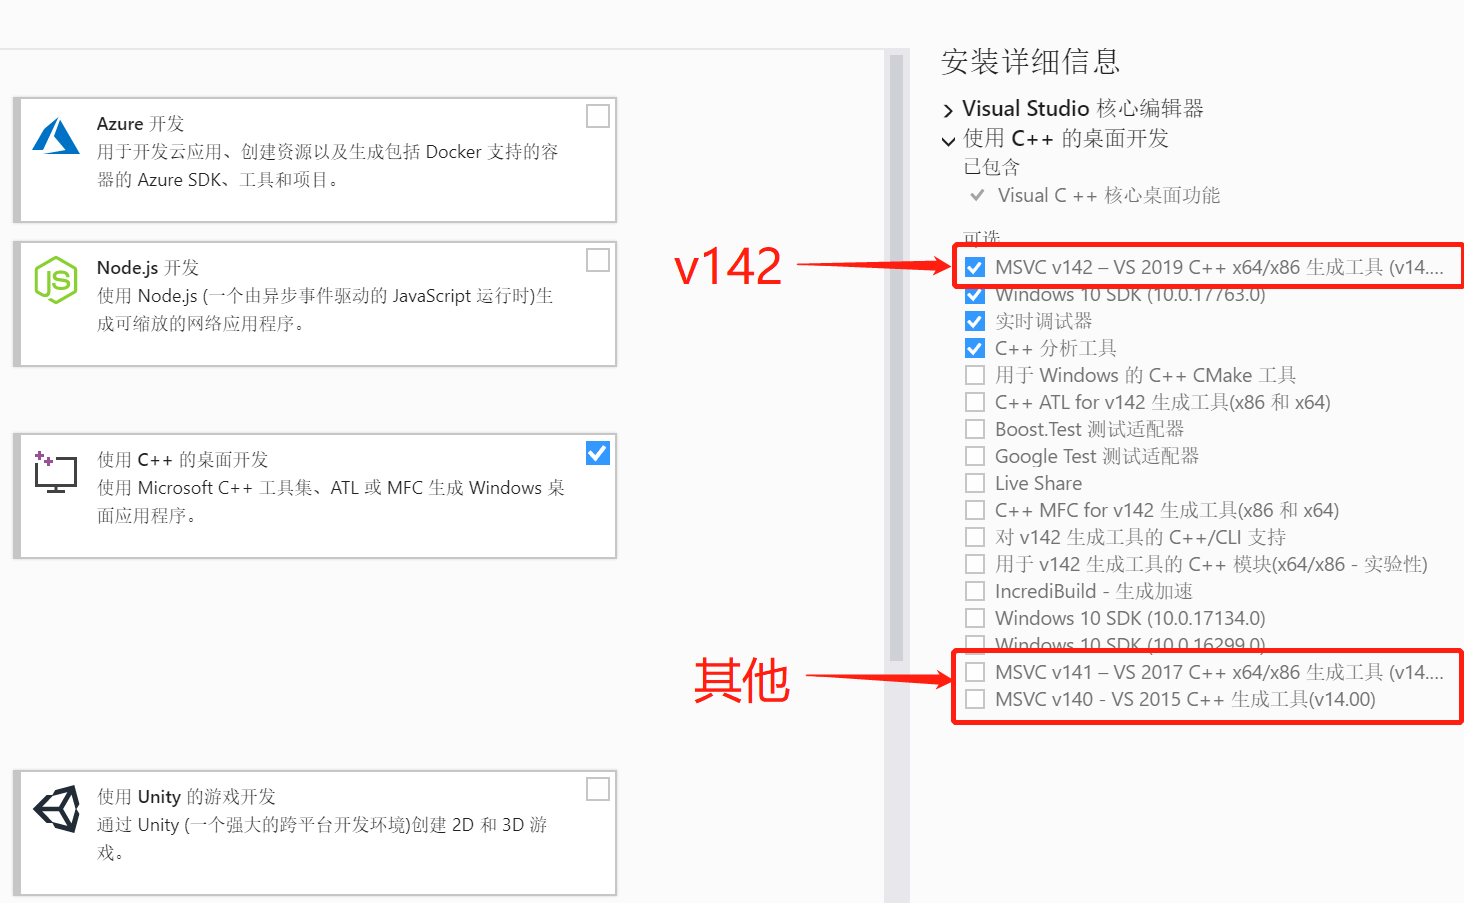 Azure 开发
用于开发云应用、创建资源以及生成包括 Docker 支持的容
器的 Azure SDK、工具和项目。
Node.js 开发
使用 Node.js (一个由异步事件驱动的 JavaScript 运行时)生
成可缩放的网络应用程序。
使用 C++ 的桌面开发
使用 Microsoft C++ 工具集、ATL 或 MFC 生成 Windows 桌
面应用程序。
使用 Unity 的游戏开发
通过 Unity (一个强大的跨平台开发环境)创建 2D 和 3D 游
戏。
v142
其他
安装详细信息
Visual Studio 核心编辑器
使用 C++ 的桌面开发
已包含
Visual C ++ 核心桌面功能
可选
MSVC v142 – VS 2019 C++ x64/x86 生成工具 (v14....
Windows 10 SDK (10.0.17763.0)
实时调试器
C++ 分析工具
用于 Windows 的 C++ CMake 工具
C++ ATL for v142 生成工具(x86 和 x64)
Boost.Test 测试适配器
Google Test 测试适配器
Live Share
C++ MFC for v142 生成工具(x86 和 x64)
对 v142 生成工具的 C++/CLI 支持
用于 v142 生成工具的 C++ 模块(x64/x86 - 实验性)
IncrediBuild - 生成加速
Windows 10 SDK (10.0.17134.0)
Windows 10 SDK (10.0.16299.0)
MSVC v141 – VS 2017 C++ x64/x86 生成工具 (v14....
MSVC v140 - VS 2015 C++ 生成工具(v14.00)